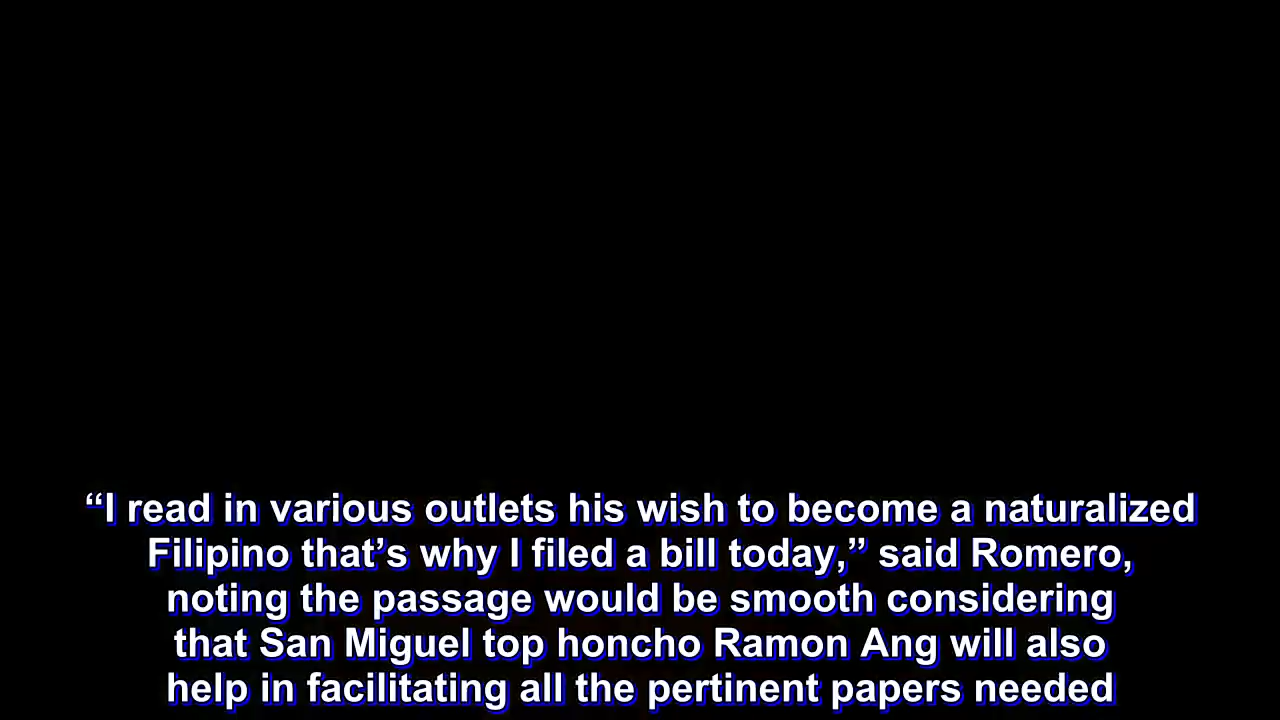 “I read in various outlets his wish to become a naturalized
Filipino that’s why I filed a bill today,” said Romero,
noting the passage would be smooth considering
that San Miguel top honcho Ramon Ang will also
help in facilitating all the pertinent papers needed